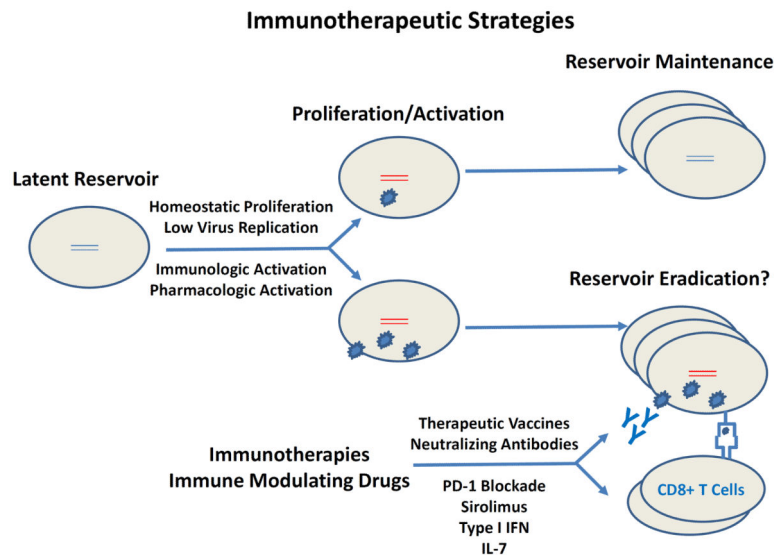 Immunotherapeutic Strategies
Reservoir Maintenance
Proliferation/Activation
Latent Reservoir
Homeostatic Proliferation
Low Virus Replication
Immunologic Activation
Pharmacologic Activation
Reservoir Eradication?
Therapeutic Vaccines
Neutralizing Antibodies
Immunotherapies
Immune Modulating Drugs
PD-1 Blockade
Sirolimus
Type I IFN
IL-7
CD8+ T Cells